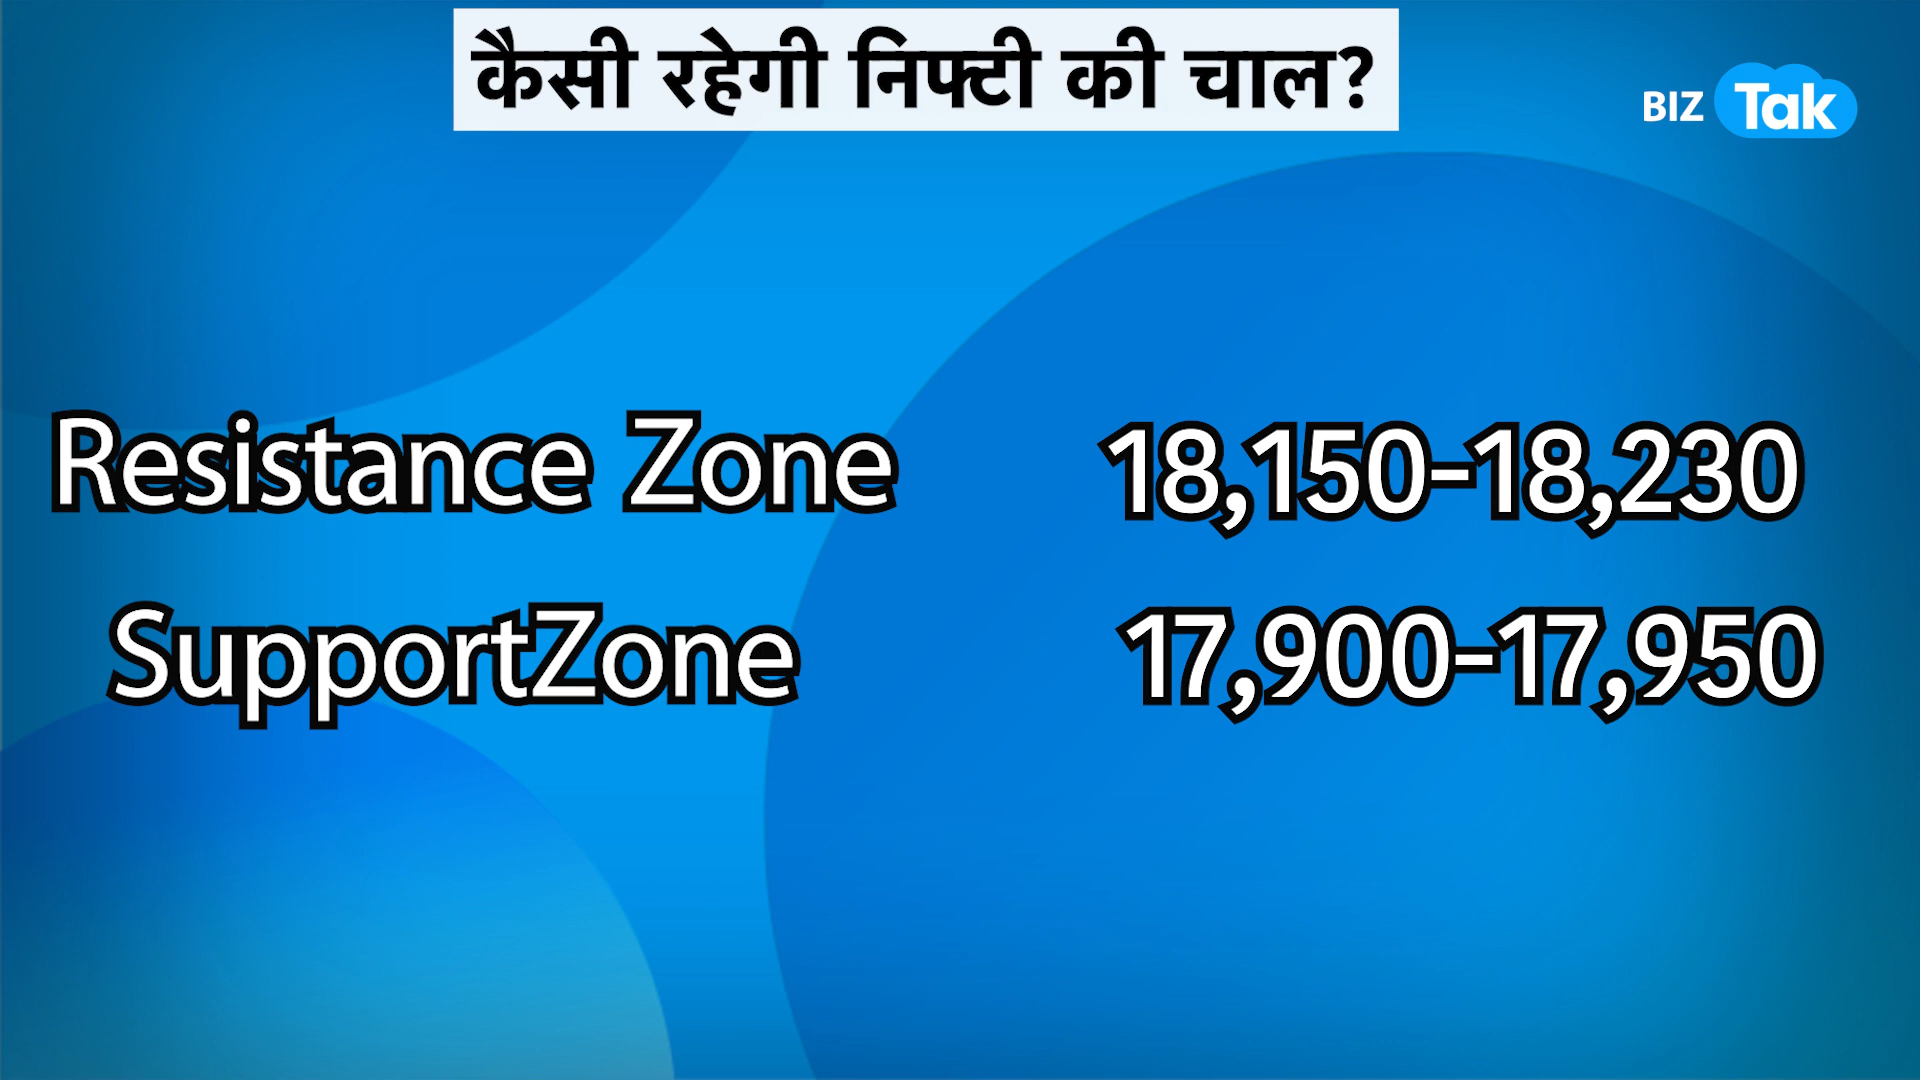 कैसी रहेगी निफ्टी की चाल?
BIZ Tak
Resistance Zone 18,150-18,230
SupportZone 17,900-17,950